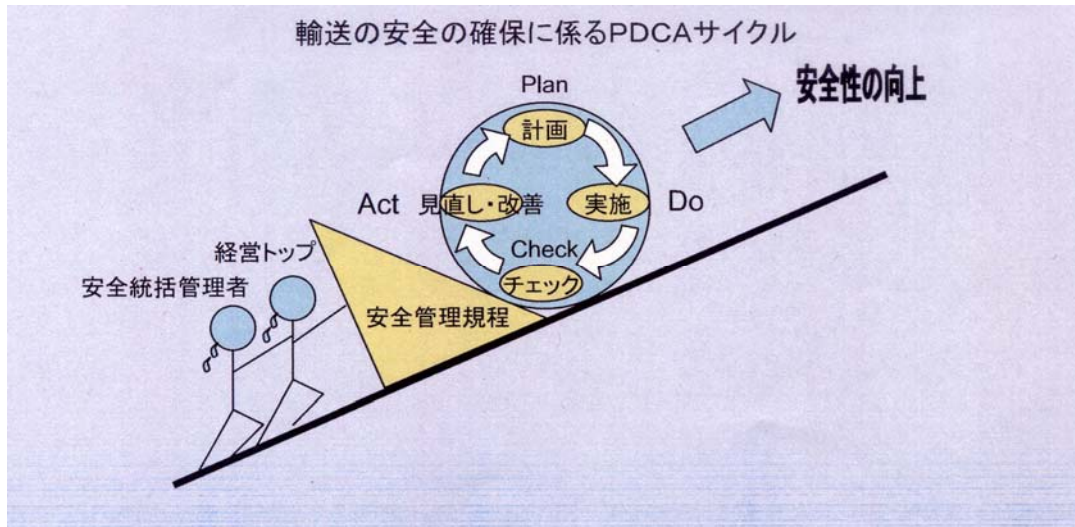 輸送の安全の確保に係るPDCAサイクル
安全性の向上
Plan
計画
Act
見直し・改善
実施
Do
Check
チェック
経営トップ
安全統括管理者
安全管理規程